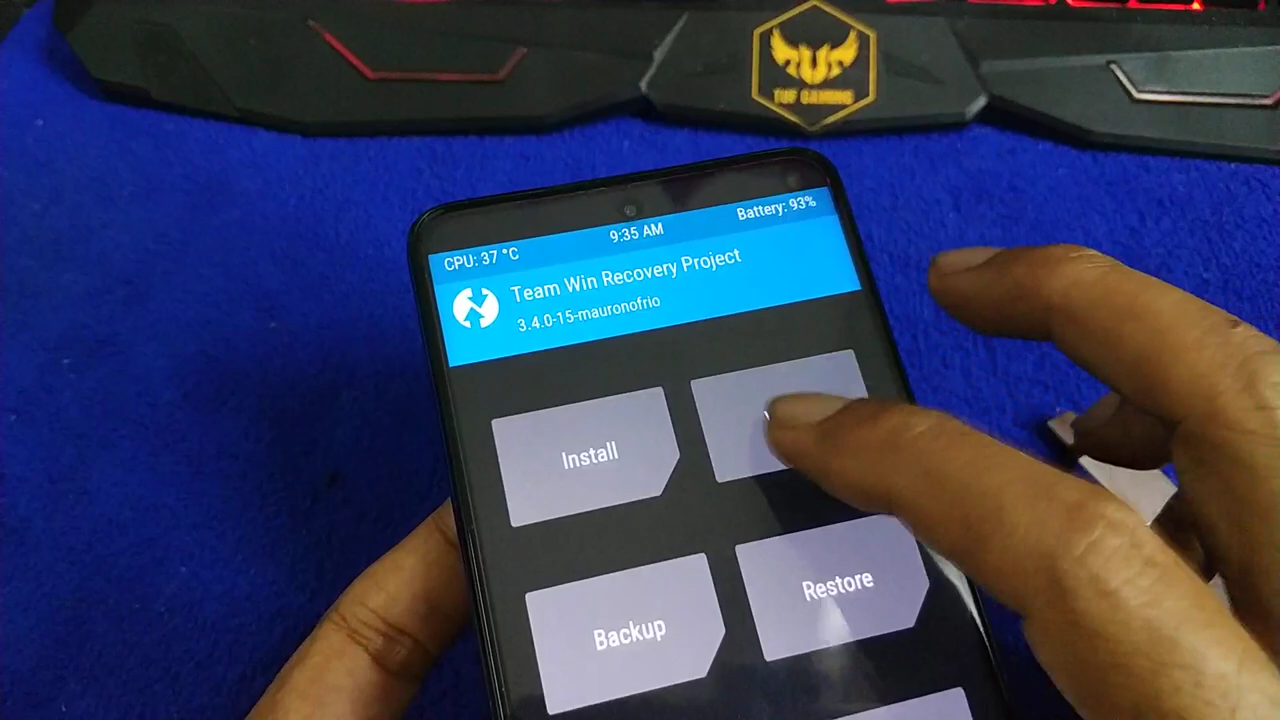 TUF GAMING
CPU: 37 °C
9:35 AM
Battery: 93%
Team Win Recovery Project
3.4.0-15-mauronofrio
Install
Backup
Restore